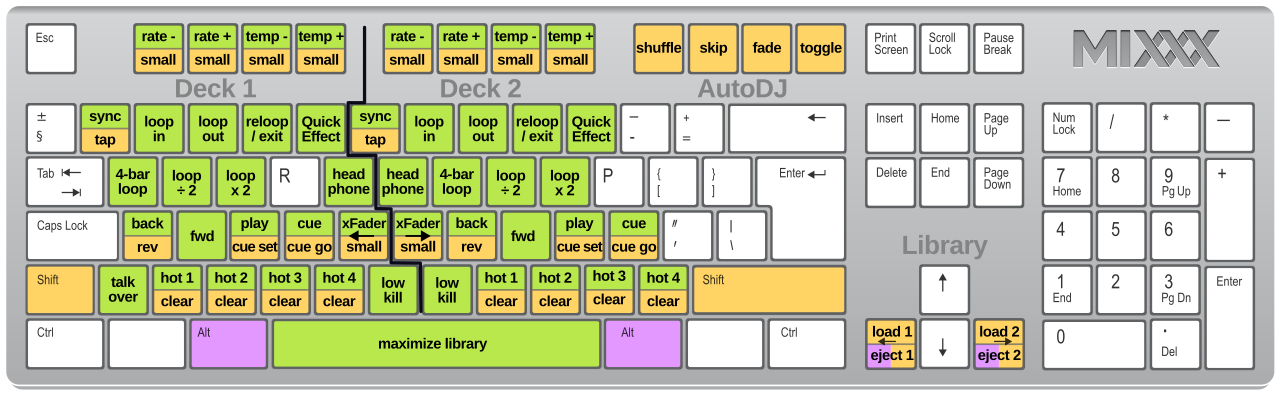 Esc
rate -
small
rate +
small
temp -
small
temp +
small
rate -
small
rate +
small
temp -
small
temp +
small
shuffle
skip
fade
toggle
Print
Screen
Scroll
Lock
Pause
Break
MIXXX
Deck 1
Deck 2
AutoDJ
±
§
sync
tap
loop
in
loop
out
reloop
/ exit
Quick
Effect
sync
tap
loop
in
loop
out
reloop
/ exit
Quick
Effect
—
-
+
=
←
Insert
Home
Page
Up
Num
Lock
/
*
—
Tab
4-bar
loop
loop
÷ 2
loop
x 2
R
head
phone
head
phone
4-bar
loop
loop
÷ 2
loop
x 2
P
{
[
}
]
Enter ↵
Delete
End
Page
Down
7
Home
8
9
Pg Up
+
Caps Lock
back
rev
fwd
play
cue set
cue
cue go
xFader
←
small
xFader
→
small
back
rev
fwd
play
cue set
cue
cue go
"
'
|
\
Library
4
5
6
Shift
talk
over
hot 1
clear
hot 2
clear
hot 3
clear
hot 4
clear
low
kill
low
kill
hot 1
clear
hot 2
clear
hot 3
clear
hot 4
clear
Shift
↑
1
End
2
3
Pg Dn
Enter
Ctrl
Alt
maximize library
Alt
Ctrl
load 1
←
eject 1
↓
load 2
→
eject 2
0
.
Del